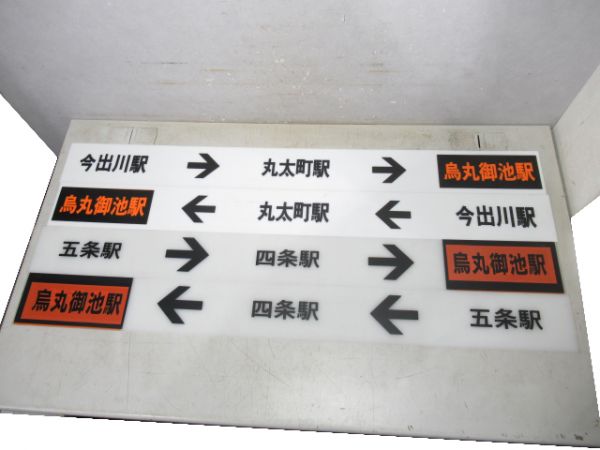 今出川駅 → 丸太町駅 → 烏丸御池駅
烏丸御池駅 ← 丸太町駅 ← 今出川駅
五条駅 → 四条駅 → 烏丸御池駅
烏丸御池駅 ← 四条駅 ← 五条駅